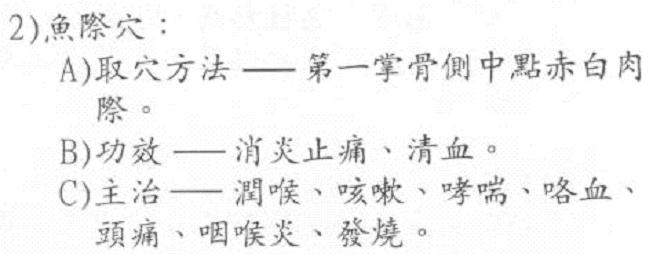 2)魚際穴：
A)取穴方法 —— 第一掌骨側中點赤白肉
際。
B)功效 —— 消炎止痛、清血。
C)主治 —— 潤喉、咳嗽、哮喘、咯血、
頭痛、咽喉炎、發燒。